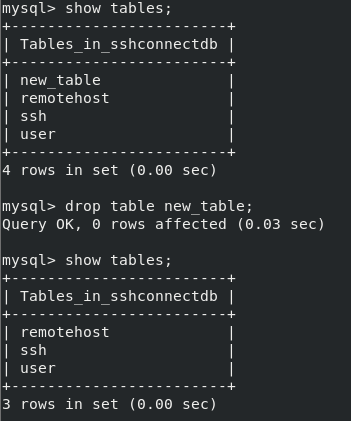 mysql> show tables;
+------------------------+
| Tables_in_sshconnectdb |
+------------------------+
| new_table              |
| remotehost             |
| ssh                    |
| user                   |
+------------------------+
4 rows in set (0.00 sec)
mysql> drop table new_table;
Query OK, 0 rows affected (0.03 sec)
mysql> show tables;
+------------------------+
| Tables_in_sshconnectdb |
+------------------------+
| remotehost             |
| ssh                    |
| user                   |
+------------------------+
3 rows in set (0.00 sec)